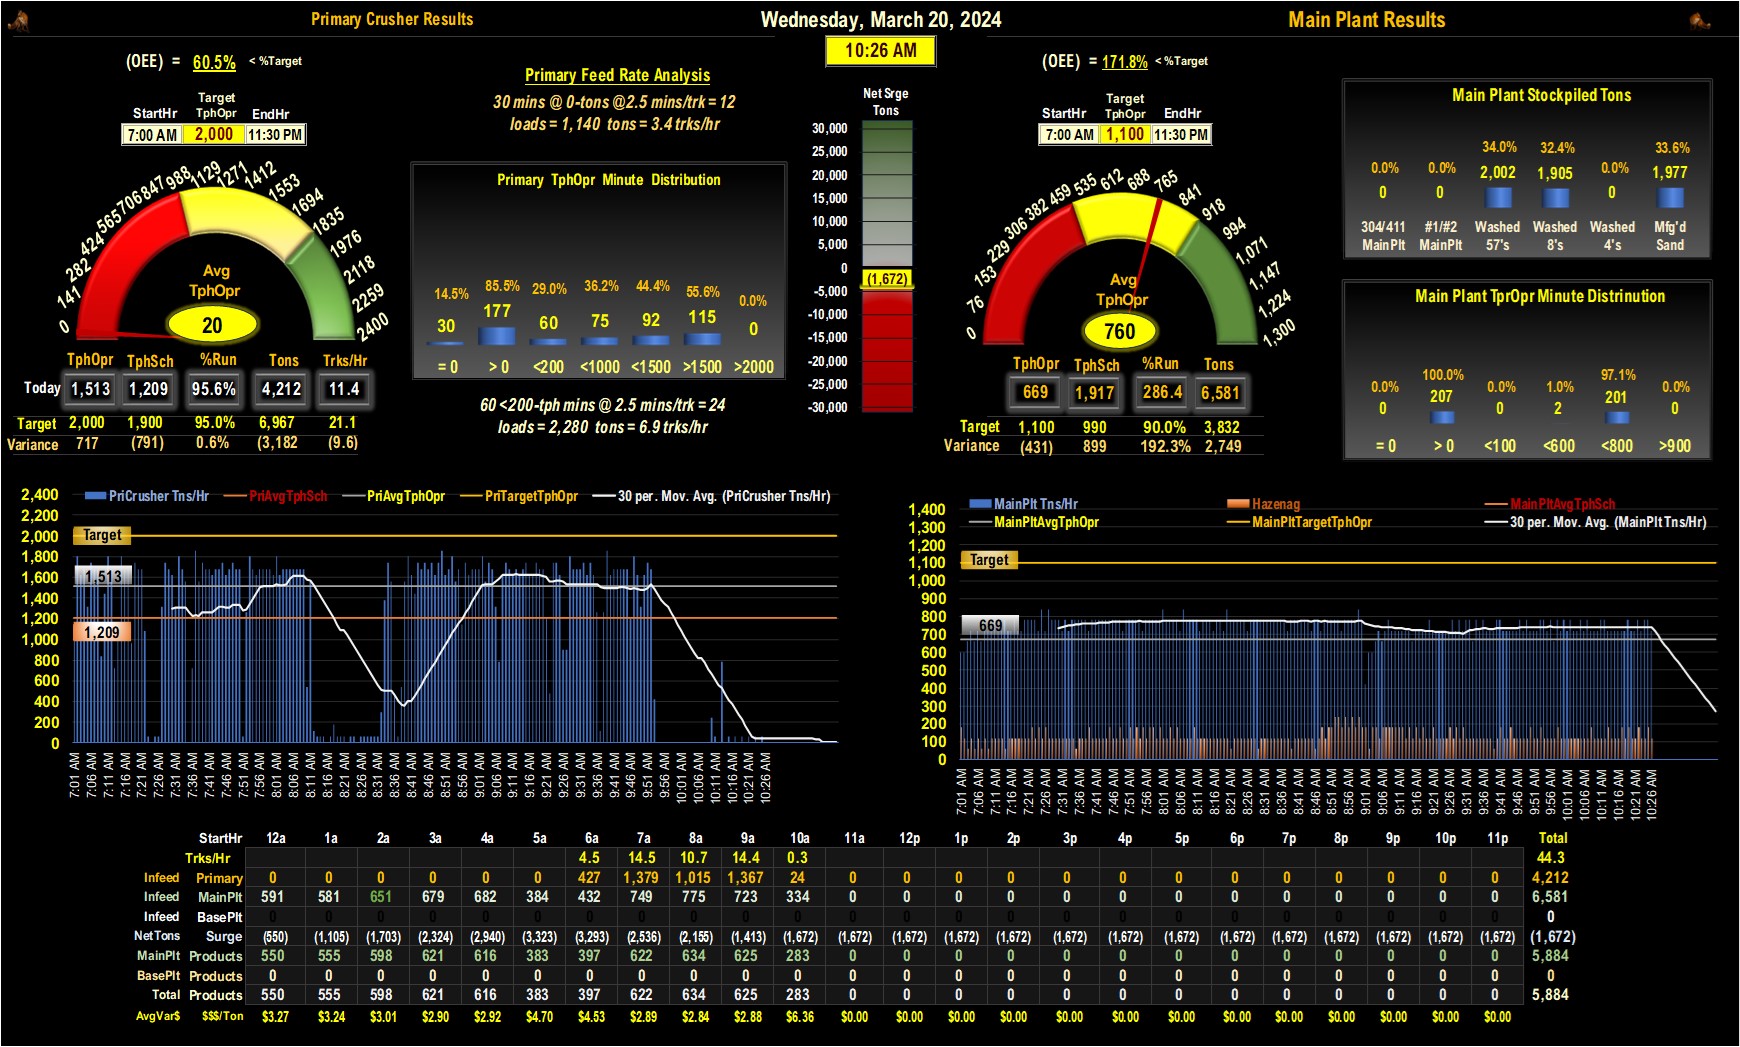 Primary Crusher Results
Wednesday, March 20, 2024
Main Plant Results
10:26 AM
(OEE) = 60.5% < %Target
StartHr Target TphOpr EndHr
7:00 AM 2,000 11:30 PM
0 141 282 424 565 706 847 988 1129 1271 1412 1553 1694 1835 1976 2118 2259 2400
Avg
TphOpr
20
TphOpr TphSch %Run Tons Trks/Hr
Today 1,513 1,209 95.6% 4,212 11.4
Target 2,000 1,900 95.0% 6,967 21.1
Variance 717 (791) 0.6% (3,182) (9.6)
Primary Feed Rate Analysis
30 mins @ 0-tons @2.5 mins/trk = 12
loads = 1,140 tons = 3.4 trks/hr
Primary TphOpr Minute Distribution
14.5% 85.5% 29.0% 36.2% 44.4% 55.6% 0.0%
30 177 60 75 92 115 0
= 0 > 0 <200 <1000 <1500 >1500 >2000
60 <200-tph mins @ 2.5 mins/trk = 24
loads = 2,280 tons = 6.9 trks/hr
Net Srge
Tons
30,000
25,000
20,000
15,000
10,000
5,000
0
(1,672)
-5,000
-10,000
-15,000
-20,000
-25,000
-30,000
(OEE) = 171.8% < %Target
StartHr Target TphOpr EndHr
7:00 AM 1,100 11:30 PM
0 76 153 229 306 382 459 535 612 688 765 841 918 994 1,071 1,147 1,224 1,300
Avg
TphOpr
760
TphOpr TphSch %Run Tons
669 1,917 286.4 6,581
Target 1,100 990 90.0% 3,832
Variance (431) 899 192.3% 2,749
Main Plant Stockpiled Tons
0.0% 0.0% 34.0% 32.4% 0.0% 33.6%
0 0 2,002 1,905 0 1,977
304/411 #1/#2 Washed Washed Washed Mfg'd
MainPlt MainPlt 57's 8's 4's Sand
Main Plant TprOpr Minute Distrinution
0.0% 100.0% 0.0% 1.0% 97.1% 0.0%
0 207 0 2 201 0
= 0 > 0 <100 <600 <800 >900
PriCrusher Tns/Hr PriAvgTphSch PriAvgTphOpr PriTargetTphOpr 30 per. Mov. Avg. (PriCrusher Tns/Hr)
2,400
2,200
2,000
1,800
1,600
1,400
1,200
1,000
800
600
400
200
0
Target
1,513
1,209
7:01 AM 7:06 AM 7:11 AM 7:16 AM 7:21 AM 7:26 AM 7:31 AM 7:36 AM 7:41 AM 7:46 AM 7:51 AM 7:56 AM 8:01 AM 8:06 AM 8:11 AM 8:16 AM 8:21 AM 8:26 AM 8:31 AM 8:36 AM 8:41 AM 8:46 AM 8:51 AM 8:56 AM 9:01 AM 9:06 AM 9:11 AM 9:16 AM 9:21 AM 9:26 AM 9:31 AM 9:36 AM 9:41 AM 9:46 AM 9:51 AM 9:56 AM 10:01 AM 10:06 AM 10:11 AM 10:16 AM 10:21 AM 10:26 AM
MainPlt Tns/Hr Hazenag MainPltAvgTphSch
MainPltAvgTphOpr MainPltTargetTphOpr 30 per. Mov. Avg. (MainPlt Tns/Hr)
1,400
1,300
1,200
1,100
1,000
900
800
700
600
500
400
300
200
100
0
Target
669
7:01 AM 7:06 AM 7:11 AM 7:16 AM 7:21 AM 7:26 AM 7:31 AM 7:36 AM 7:41 AM 7:46 AM 7:51 AM 7:56 AM 8:01 AM 8:06 AM 8:11 AM 8:16 AM 8:21 AM 8:26 AM 8:31 AM 8:36 AM 8:41 AM 8:46 AM 8:51 AM 8:56 AM 9:01 AM 9:06 AM 9:11 AM 9:16 AM 9:21 AM 9:26 AM 9:31 AM 9:36 AM 9:41 AM 9:46 AM 9:51 AM 9:56 AM 10:01 AM 10:06 AM 10:11 AM 10:16 AM 10:21 AM 10:26 AM
StartHr 12a 1a 2a 3a 4a 5a 6a 7a 8a 9a 10a 11a 12p 1p 2p 3p 4p 5p 6p 7p 8p 9p 10p 11p Total
Trks/Hr 4.5 14.5 10.7 14.4 0.3 44.3
Infeed Primary 0 0 0 0 0 0 427 1,379 1,015 1,367 24 0 0 0 0 0 0 0 0 0 0 0 0 0 4,212
Infeed MainPlt 591 581 651 679 682 384 432 749 775 723 334 0 0 0 0 0 0 0 0 0 0 0 0 0 6,581
Infeed BasePlt 0 0 0 0 0 0 0 0 0 0 0 0 0 0 0 0 0 0 0 0 0 0 0 0 0
NetTons Surge (550) (1,105) (1,703) (2,324) (2,940) (3,323) (3,293) (2,536) (2,155) (1,413) (1,672) (1,672) (1,672) (1,672) (1,672) (1,672) (1,672) (1,672) (1,672) (1,672) (1,672) (1,672) (1,672) (1,672) (1,672)
MainPlt Products 550 555 598 621 616 383 397 622 634 625 283 0 0 0 0 0 0 0 0 0 0 0 0 0 5,884
BasePlt Products 0 0 0 0 0 0 0 0 0 0 0 0 0 0 0 0 0 0 0 0 0 0 0 0 0
Total Products 550 555 598 621 616 383 397 622 634 625 283 0 0 0 0 0 0 0 0 0 0 0 0 0 5,884
AvgVar$ $$$/Ton $3.27 $3.24 $3.01 $2.90 $2.92 $4.70 $4.53 $2.89 $2.84 $2.88 $6.36 $0.00 $0.00 $0.00 $0.00 $0.00 $0.00 $0.00 $0.00 $0.00 $0.00 $0.00 $0.00 $0.00